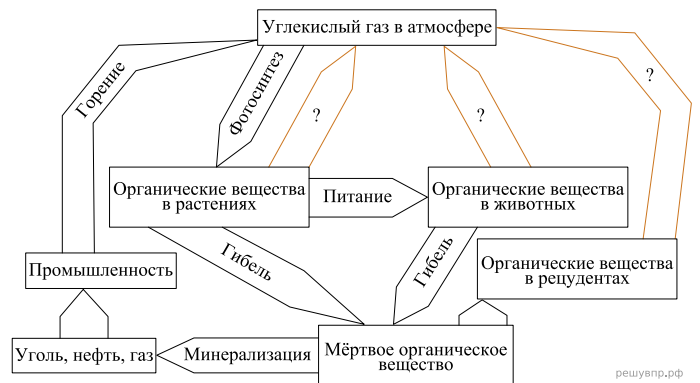 Углекислый газ в атмосфере
Горение
Фотосинтез
?
?
?
Органические вещества
в растениях
Питание
Органические вещества
в животных
Гибель
Гибель
Промышленность
Органические вещества
в рецудентах
Уголь, нефть, газ
Минерализация
Мёртвое органическое
вещество
решувпр.рф